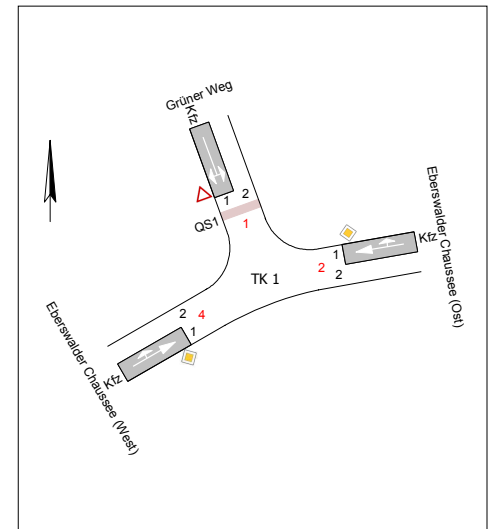 Grüner Weg
Kfz
1 2
QS1
1
Eberswalder Chaussee (Ost)
Kfz
1
2
2
TK 1
2 4
1
Kfz
Eberswalder Chaussee (West)